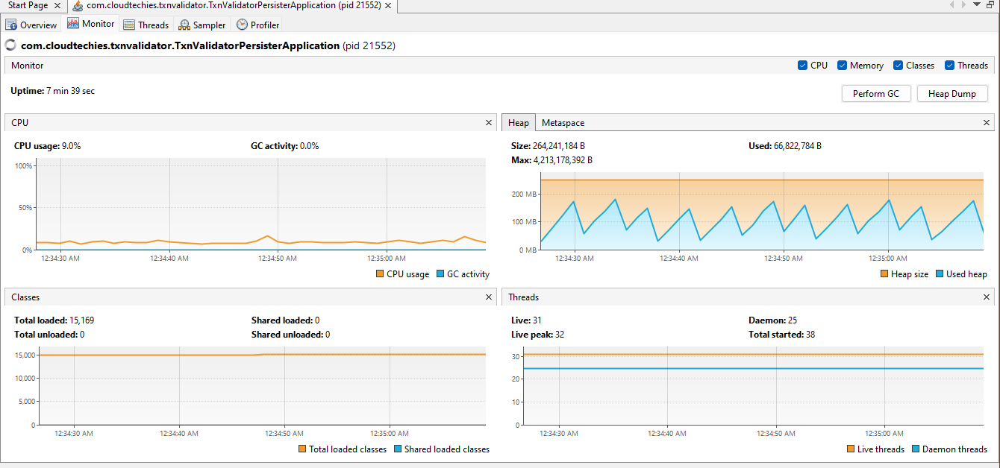 Start Page com.cloudtechies.txnvalidator.TxnValidatorPersisterApplication (pid 21552)
Overview Monitor Threads Sampler Profiler
com.cloudtechies.txnvalidator.TxnValidatorPersisterApplication (pid 21552)
Monitor CPU Memory Classes Threads
Uptime: 7 min 39 sec
Perform GC Heap Dump
CPU
CPU usage: 9.0% GC activity: 0.0%
100%
50%
0%
12:34:30 AM 12:34:40 AM 12:34:50 AM 12:35:00 AM
CPU usage GC activity
Heap Metaspace
Size: 264,241,184 B Used: 66,822,784 B
Max: 4,213,178,392 B
200 MB
100 MB
0 MB
12:34:30 AM 12:34:40 AM 12:34:50 AM 12:35:00 AM
Heap size Used heap
Classes
Total loaded: 15,169 Shared loaded: 0
Total unloaded: 0 Shared unloaded: 0
15,000
10,000
5,000
0
12:34:30 AM 12:34:40 AM 12:34:50 AM 12:35:00 AM
Total loaded classes Shared loaded classes
Threads
Live: 31 Daemon: 25
Live peak: 32 Total started: 38
30
20
10
0
12:34:30 AM 12:34:40 AM 12:34:50 AM 12:35:00 AM
Live threads Daemon threads